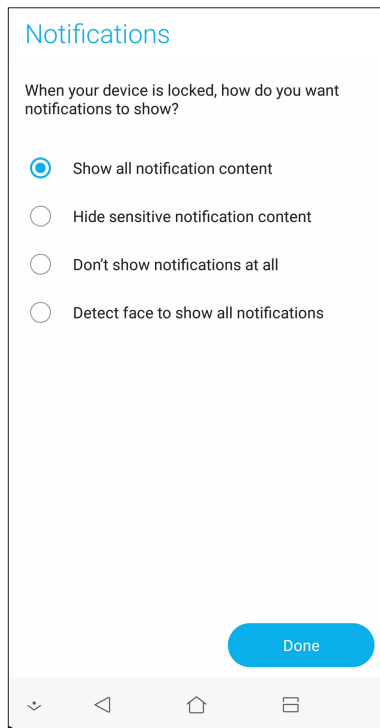 Notifications
When your device is locked, how do you want
notifications to show?
Show all notification content
Hide sensitive notification content
Don’t show notifications at all
Detect face to show all notifications
Done